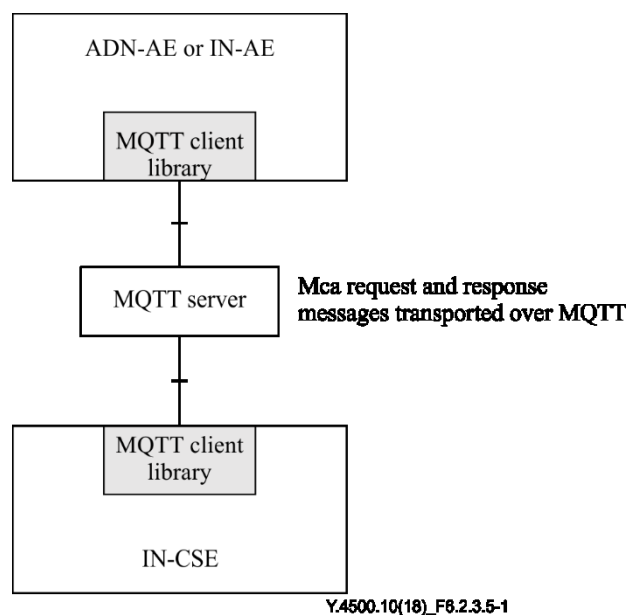 ADN-AE or IN-AE
MQTT client
library
MQTT server
Mca request and response
messages transported over MQTT
MQTT client
library
IN-CSE
Y.4500.10(18)_F6.2.3.5-1